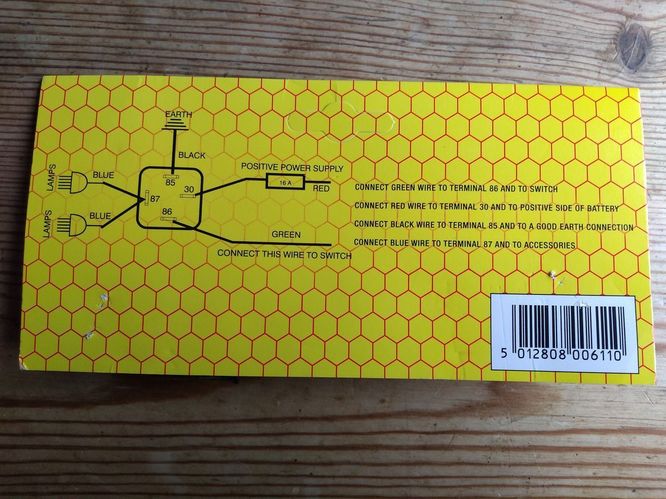 EARTH
BLACK
POSITIVE POWER SUPPLY
16 A
RED
LAMPS
BLUE
85
30
87
86
LAMPS
BLUE
GREEN
CONNECT THIS WIRE TO SWITCH
CONNECT GREEN WIRE TO TERMINAL 86 AND TO SWITCH
CONNECT RED WIRE TO TERMINAL 30 AND TO POSITIVE SIDE OF BATTERY
CONNECT BLACK WIRE TO TERMINAL 85 AND TO A GOOD EARTH CONNECTION
CONNECT BLUE WIRE TO TERMINAL 87 AND TO ACCESSORIES
5 012808 006110